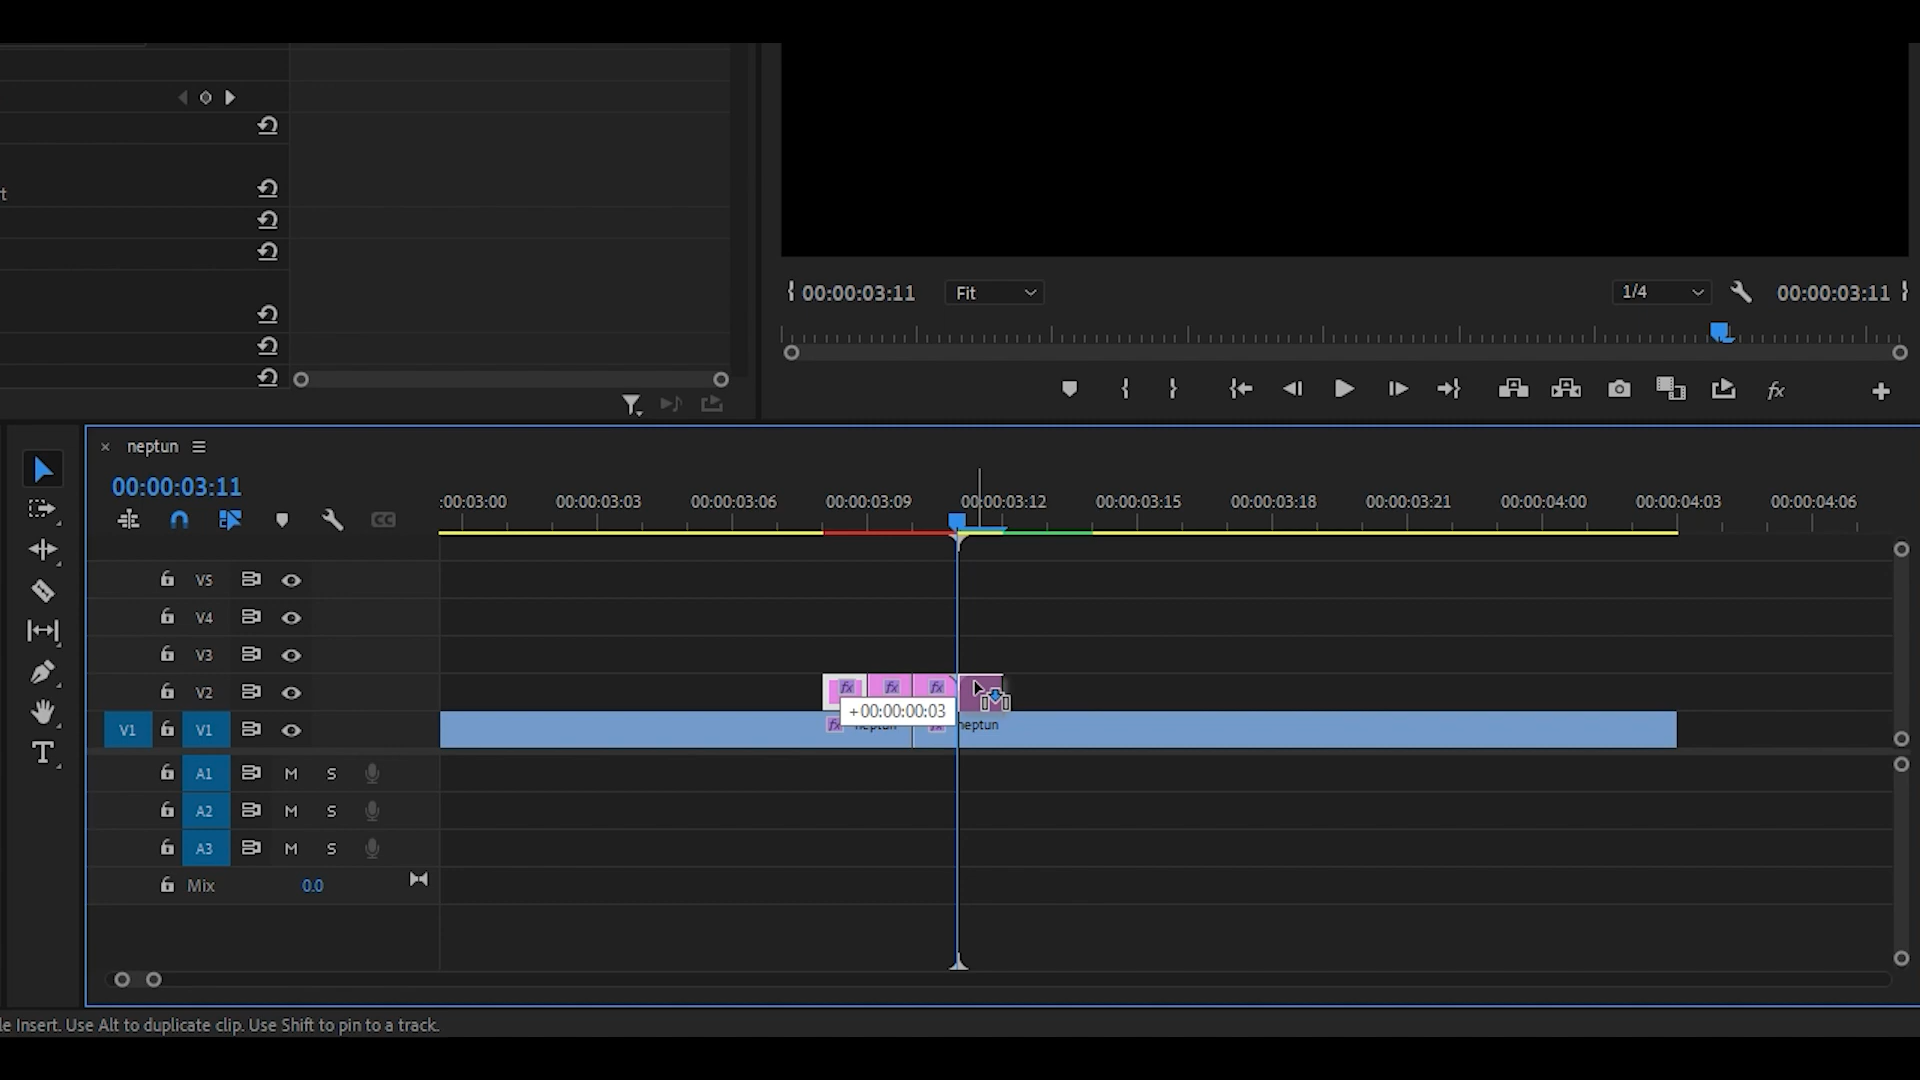 t
00:00:03:11
Fit
1/4
00:00:03:11
fx
× neptun
00:00:03:11
:00:03:00 00:00:03:03 00:00:03:06 00:00:03:09 00:00:03:12 00:00:03:15 00:00:03:18 00:00:03:21 00:00:04:00 00:00:04:03 00:00:04:06
CC
V5
V4
V3
V2
fx fx fx
+00:00:00:03
V1 V1
fx neptun fx neptun
A1 M S
A2 M S
A3 M S
Mix 0.0
T
le Insert. Use Alt to duplicate clip. Use Shift to pin to a track.